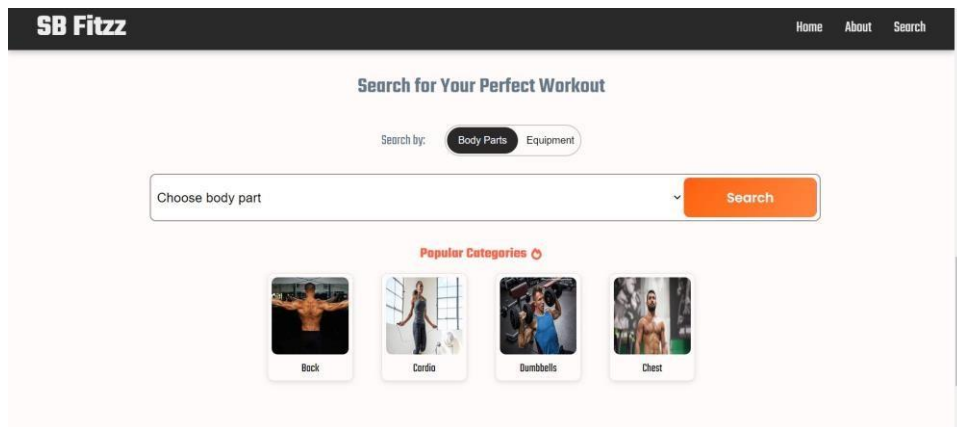 SB Fitzz
Home About Search
Search for Your Perfect Workout
Search by: Body Parts Equipment
Choose body part Search
Popular Categories
Back Cardio Dumbbells Chest